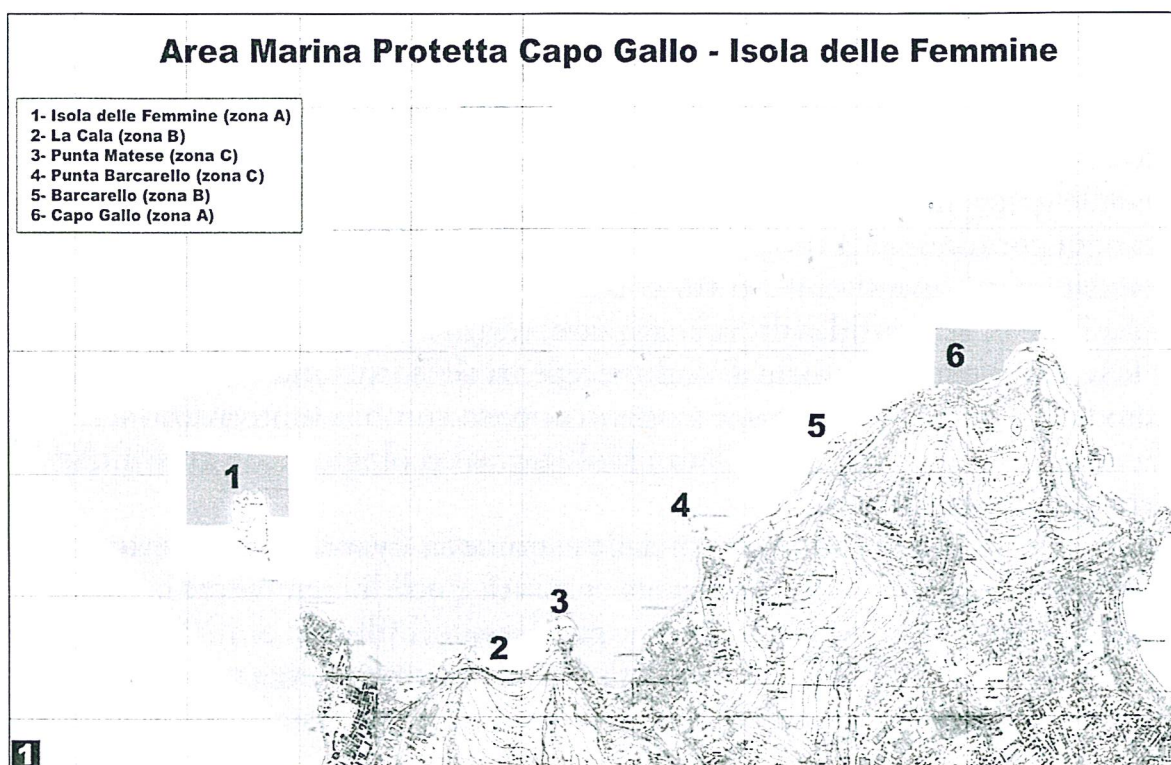 Area Marina Protetta Capo Gallo - Isola delle Femmine
1- Isola delle Femmine (zona A)
2- La Cala (zona B)
3- Punta Matese (zona C)
4- Punta Barcarello (zona C)
5- Barcarello (zona B)
6- Capo Gallo (zona A)
6
5
1
4
3
2
1